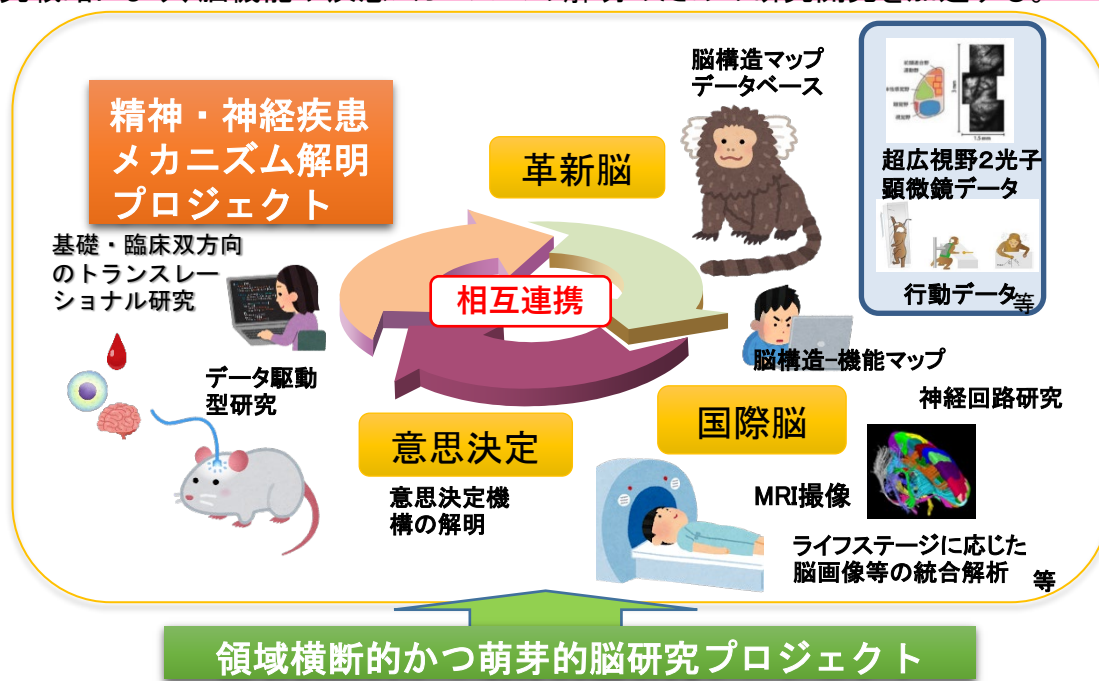 脳構造マップ
データベース
精神・神経疾患
メカニズム解明
プロジェクト
革新脳
超広視野２光子
顕微鏡データ
基礎・臨床双方向
のトランスレー
ショナル研究
相互連携
行動データ等
脳構造-機能マップ
データ駆動
型研究
神経回路研究
国際脳
意思決定
意思決定機
構の解明
MRI撮像
ライフステージに応じた
脳画像等の統合解析 等
領域横断的かつ萌芽的脳研究プロジェクト